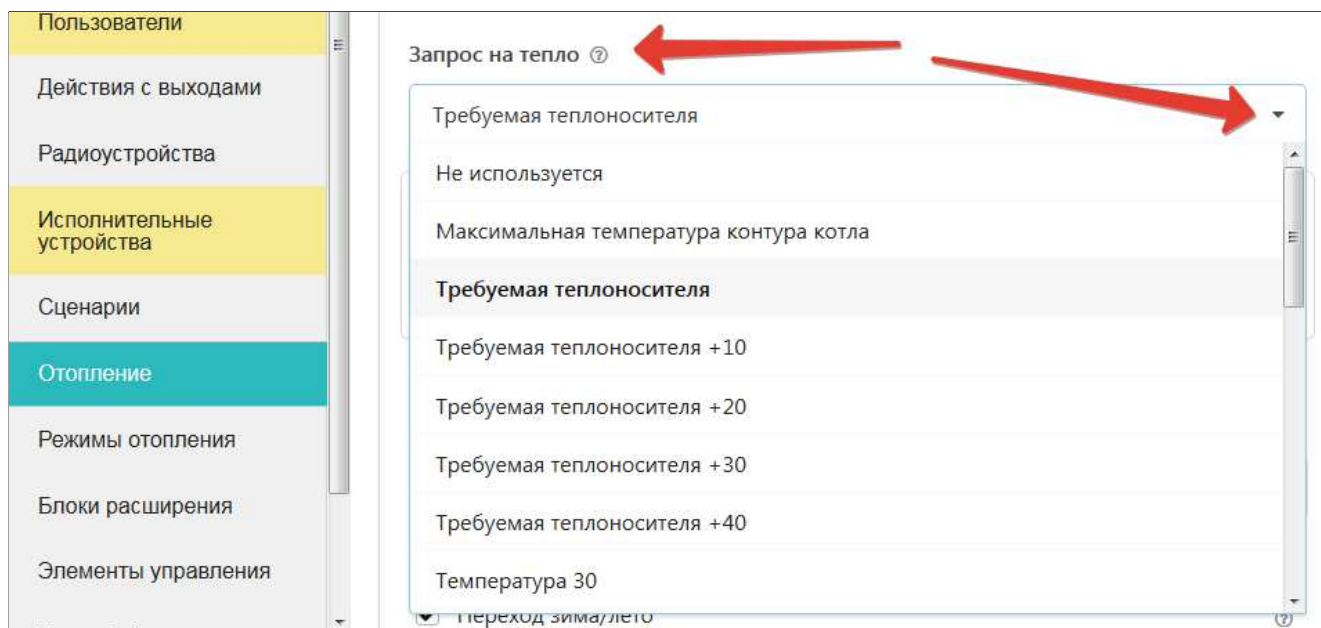 Пользователи
Действия с выходами
Радиоустройства
Исполнительные
устройства
Сценарии
Отопление
Режимы отопления
Блоки расширения
Элементы управления
Запрос на тепло
Требуемая теплоносителя
Не используется
Максимальная температура контура котла
Требуемая теплоносителя
Требуемая теплоносителя +10
Требуемая теплоносителя +20
Требуемая теплоносителя +30
Требуемая теплоносителя +40
Температура 30
Переход зима/лето